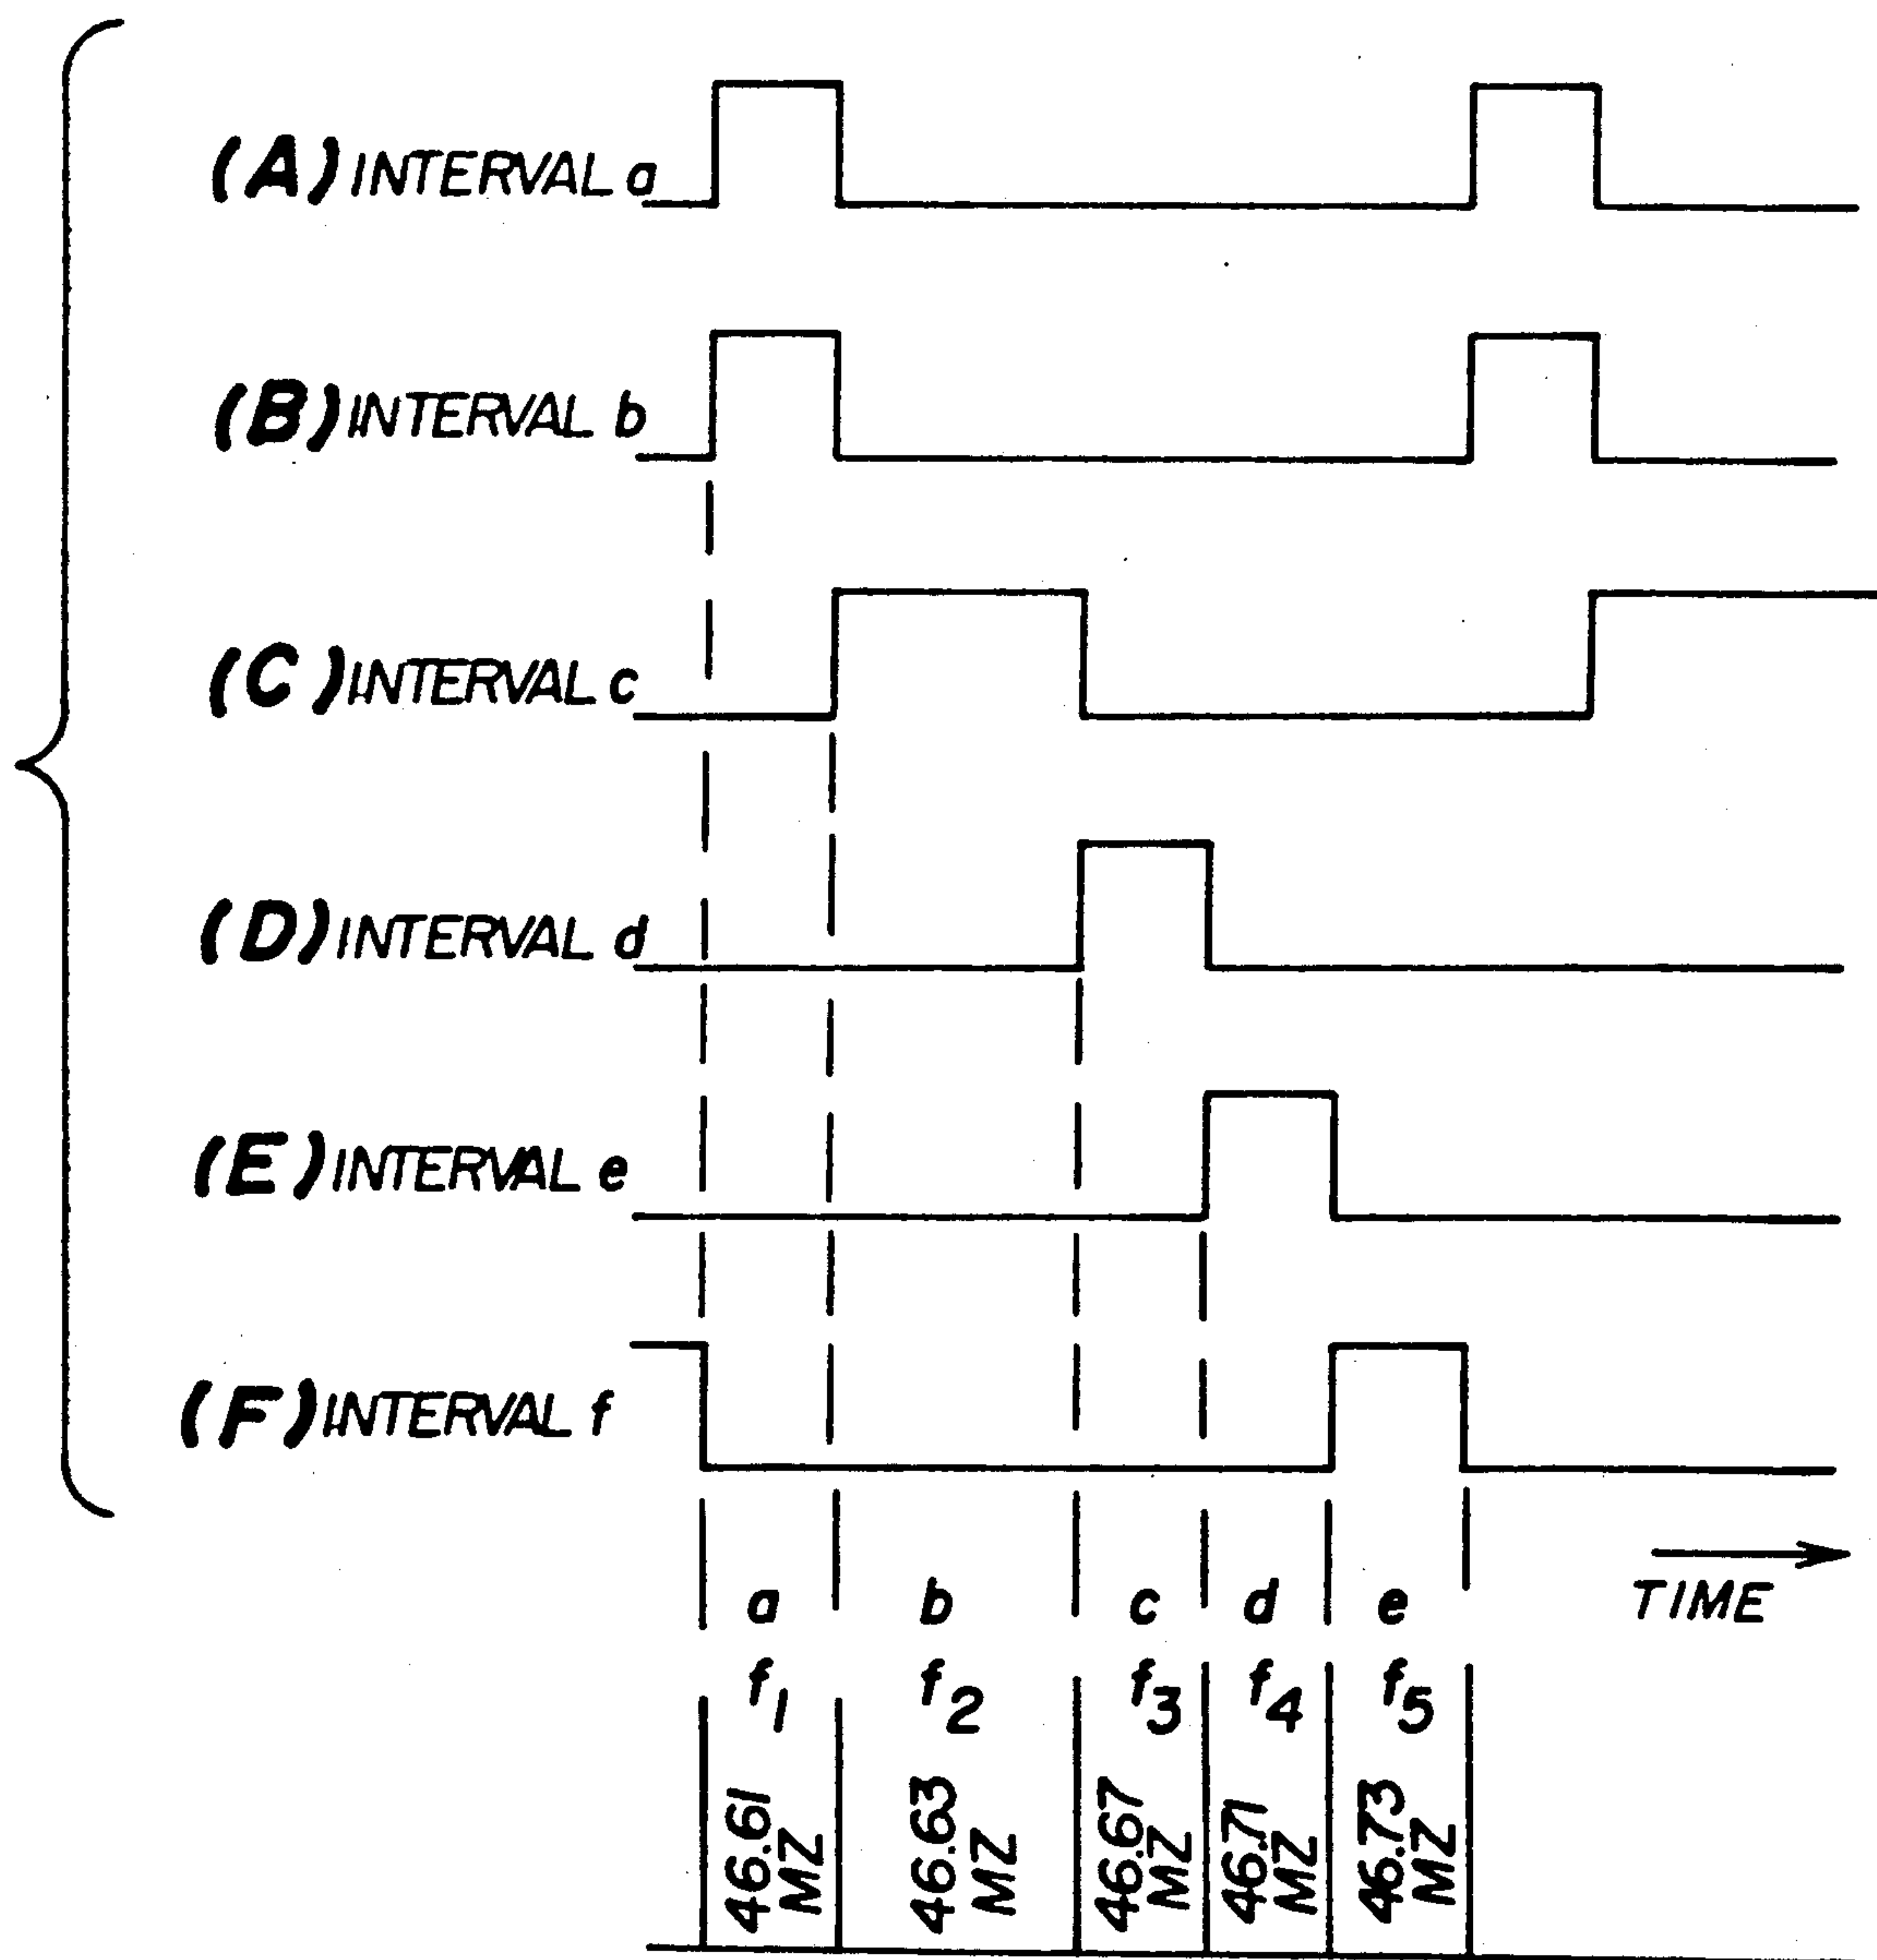 (A) INTERVAL a
(B) INTERVAL b
(C) INTERVAL c
(D) INTERVAL d
(E) INTERVAL e
(F) INTERVAL f
a b c d e
TIME
f1 f2 f3 f4 f5
46.61 MZ
46.63 MZ
46.67 MZ
46.71 MZ
46.73 MZ